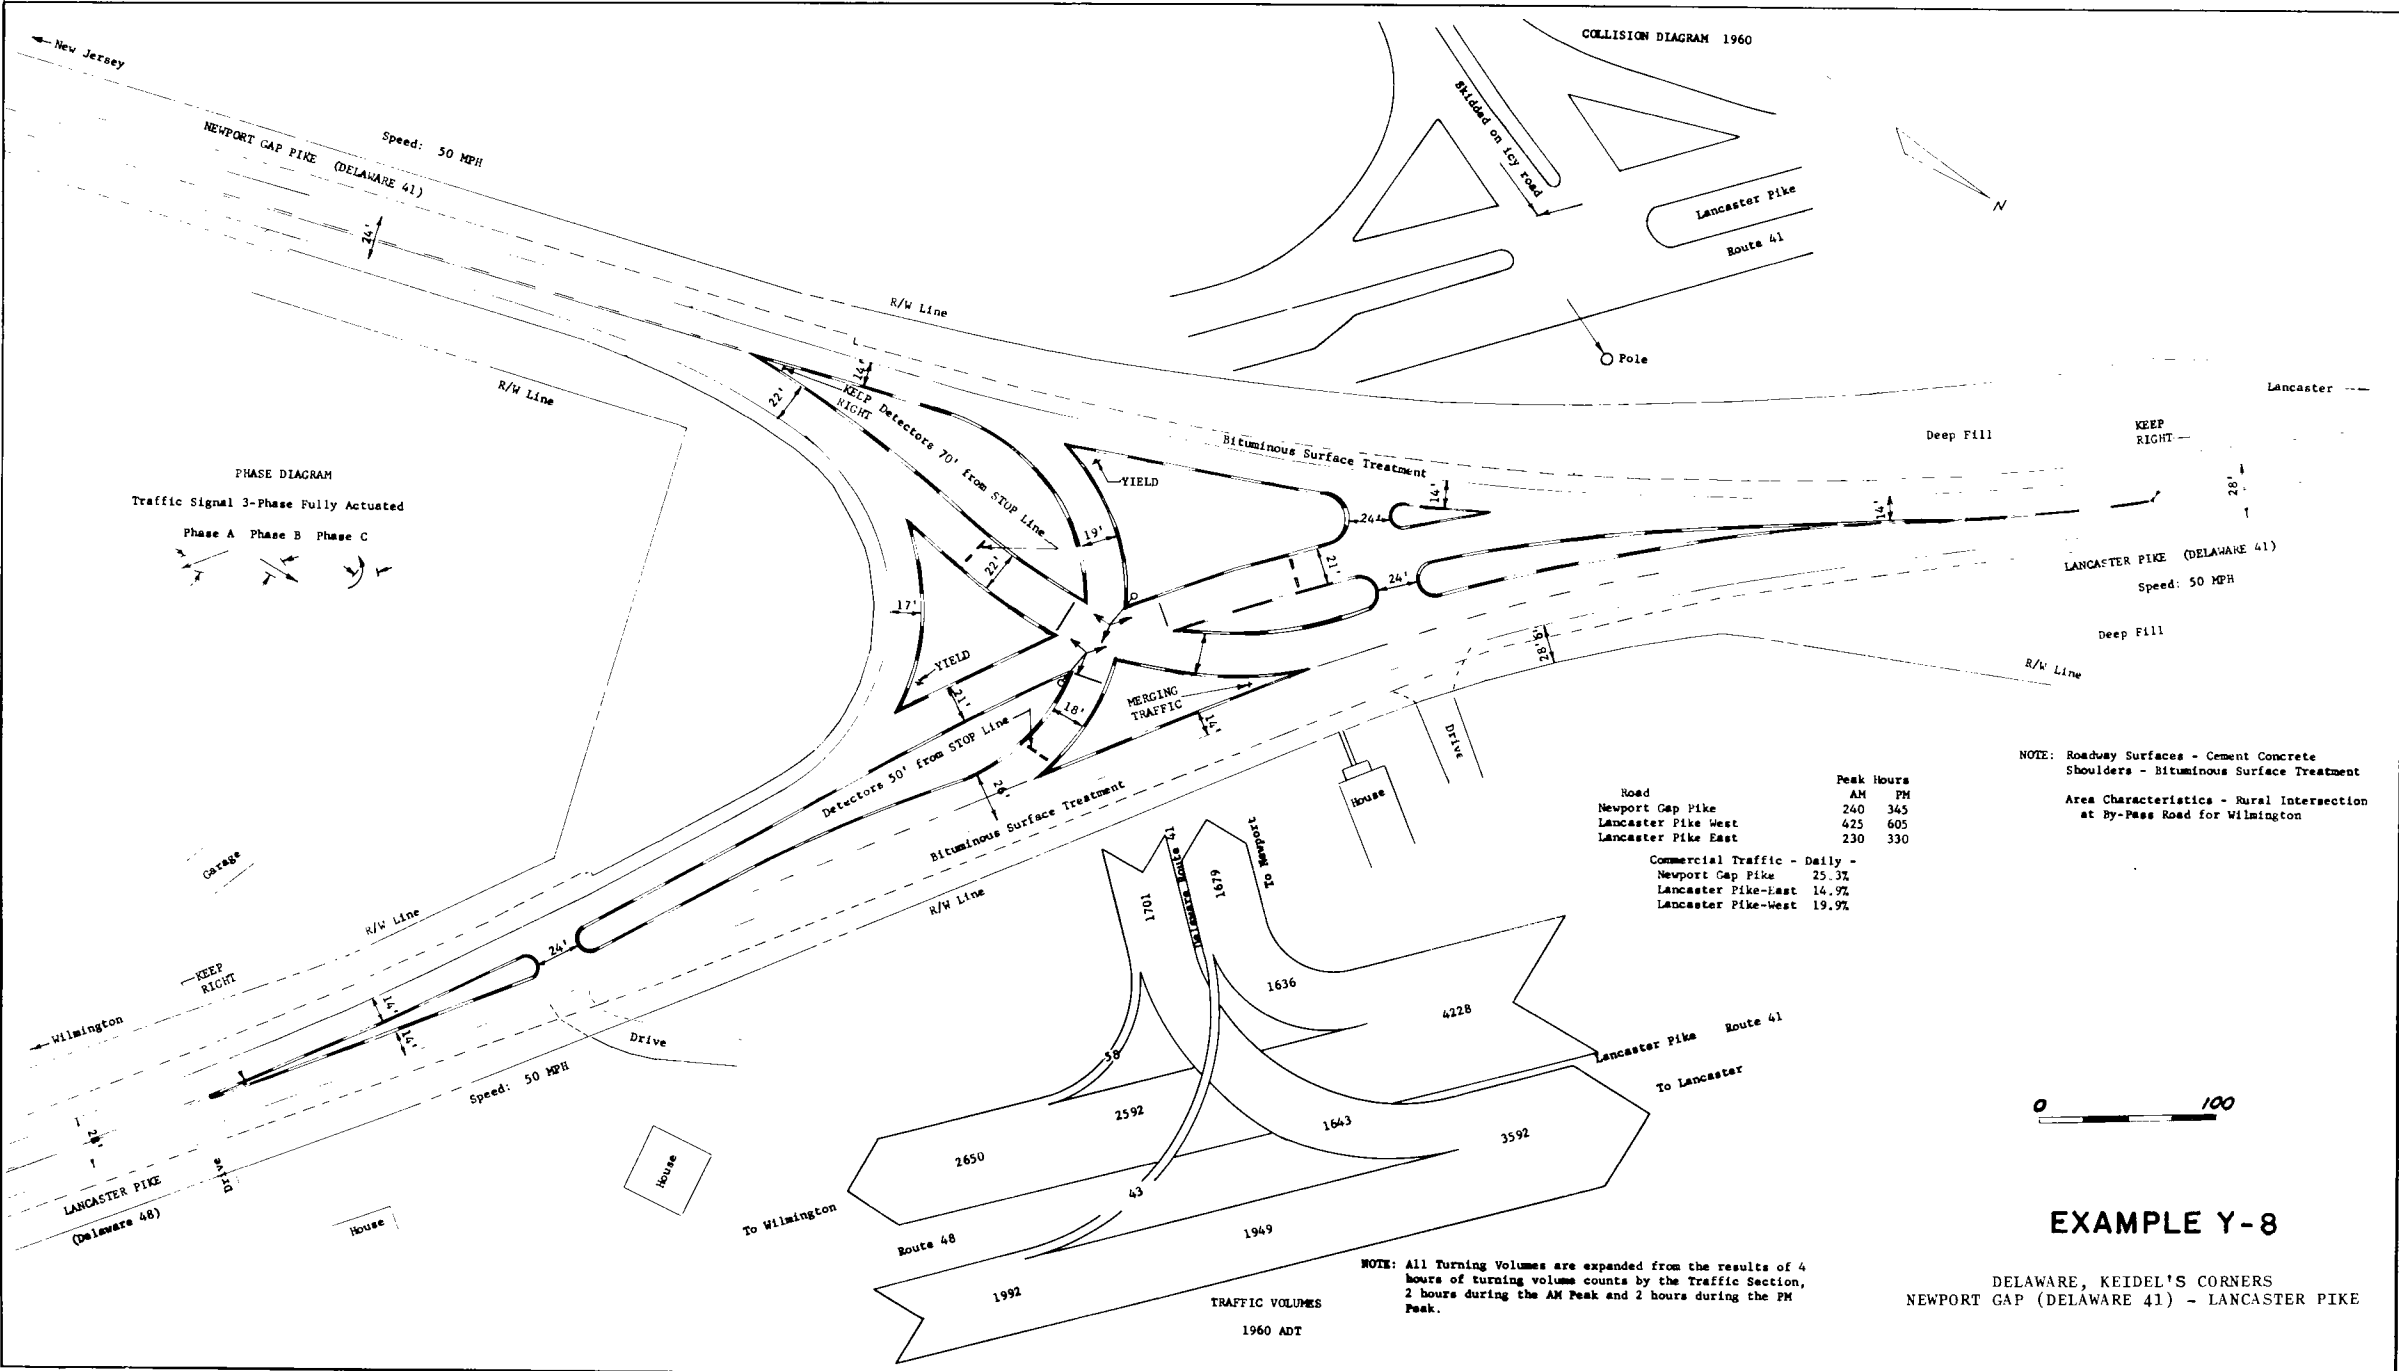 COLLISION DIAGRAM 1960
← New Jersey
NEWPORT GAP PIKE (DELAWARE 41)
Speed: 50 MPH
24'
R/W Line
R/W Line
Skidded on icy road
Lancaster Pike
Route 41
Pole
N
Lancaster
22'
14'
KEEP
RIGHT
Detectors 70' from STOP Line
YIELD
Bituminous Surface Treatment
14'
24'
Deep Fill
KEEP
RIGHT
28'
14'
PHASE DIAGRAM
Traffic Signal 3-Phase Fully Actuated
Phase A Phase B Phase C
19'
22'
21'
24'
LANCASTER PIKE (DELAWARE 41)
Speed: 50 MPH
Deep Fill
R/W Line
17'
YIELD
21'
18'
MERGING
TRAFFIC
14'
28'6"
Detectors 50' from STOP Line
26'
Bituminous Surface Treatment
Drive
House
R/W Line
Garage
R/W Line
KEEP
RIGHT
← Wilmington
24'
14'
14'
Drive
Speed: 50 MPH
28'
Drive
LANCASTER PIKE
(Delaware 48)
House
House
NOTE: Roadway Surfaces - Cement Concrete
Shoulders - Bituminous Surface Treatment
Area Characteristics - Rural Intersection
at By-Pass Road for Wilmington
Peak Hours
Road AM PM
Newport Gap Pike 240 345
Lancaster Pike West 425 605
Lancaster Pike East 230 330
Commercial Traffic - Daily -
Newport Gap Pike 25.3%
Lancaster Pike-East 14.9%
Lancaster Pike-West 19.9%
1701
Delaware Route 41
1679
To Newport
1636
4228
Lancaster Pike Route 41
To Lancaster
58
2592
1643
3592
2650
43
To Wilmington
Route 48
1949
1992
TRAFFIC VOLUMES
1960 ADT
NOTE: All Turning Volumes are expanded from the results of 4
hours of turning volume counts by the Traffic Section,
2 hours during the AM Peak and 2 hours during the PM
Peak.
0 100
EXAMPLE Y-8
DELAWARE, KEIDEL'S CORNERS
NEWPORT GAP (DELAWARE 41) - LANCASTER PIKE